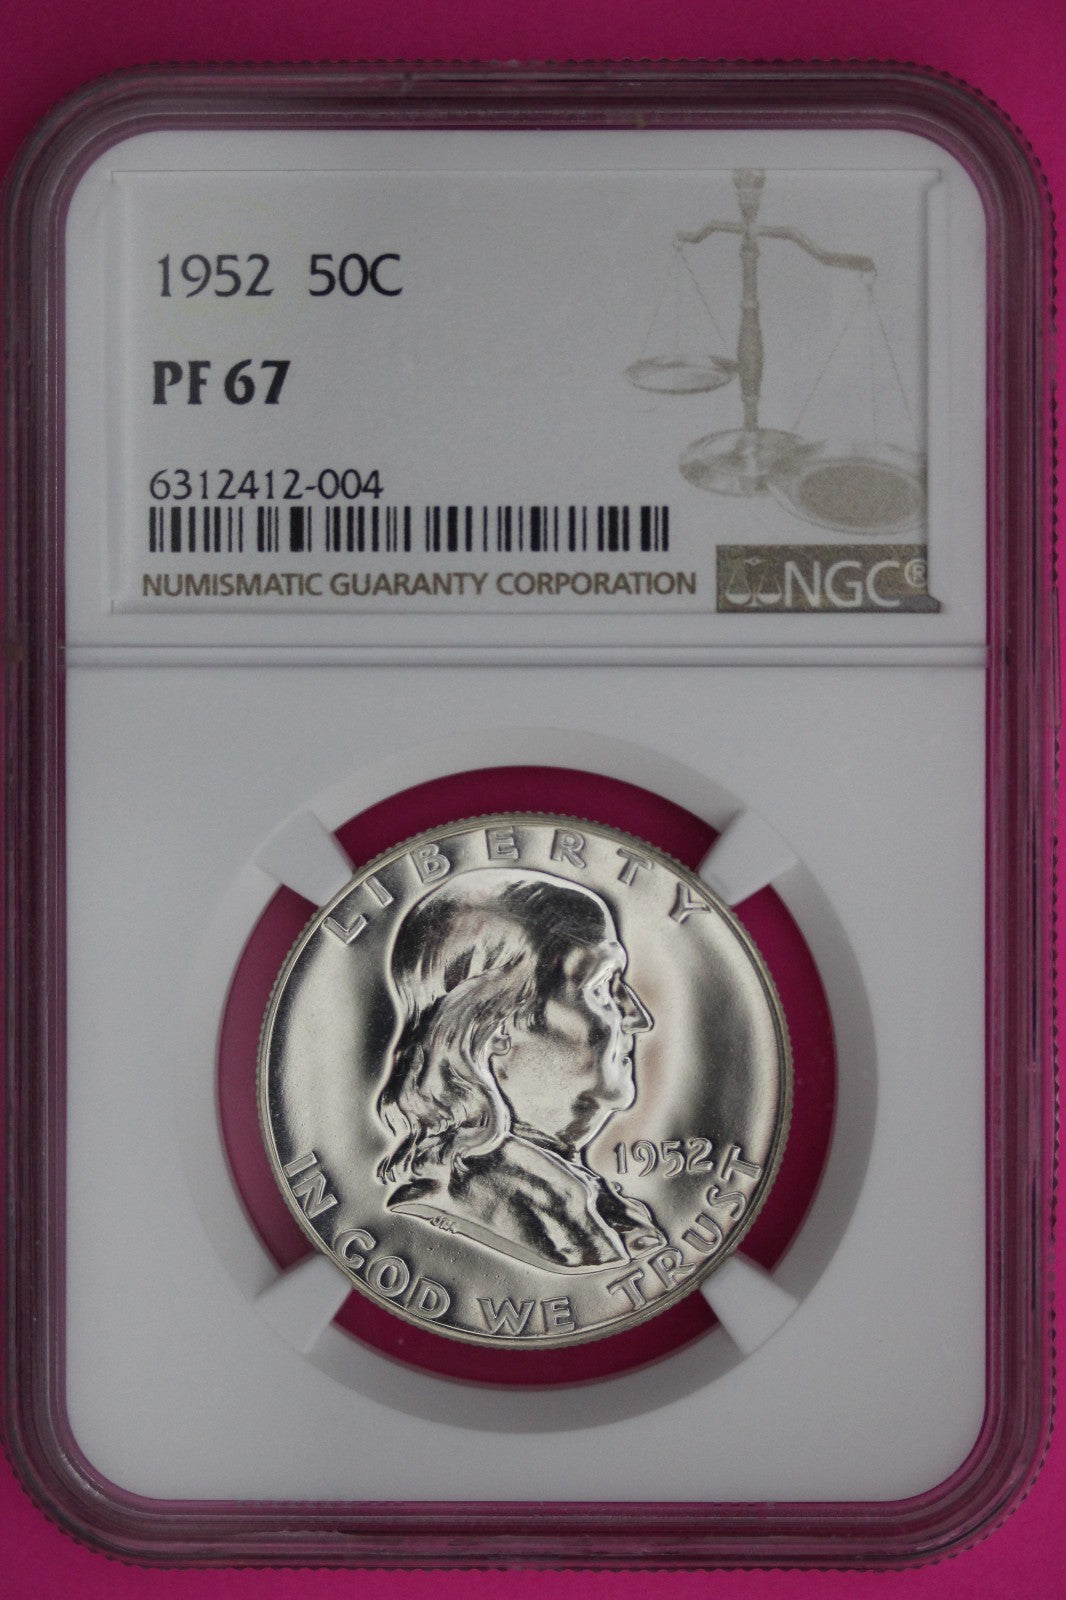 1952 50C
PF 67
6312412-004
NUMISMATIC GUARANTY CORPORATION NGC®
LIBERTY
1952
IN GOD WE TRUST